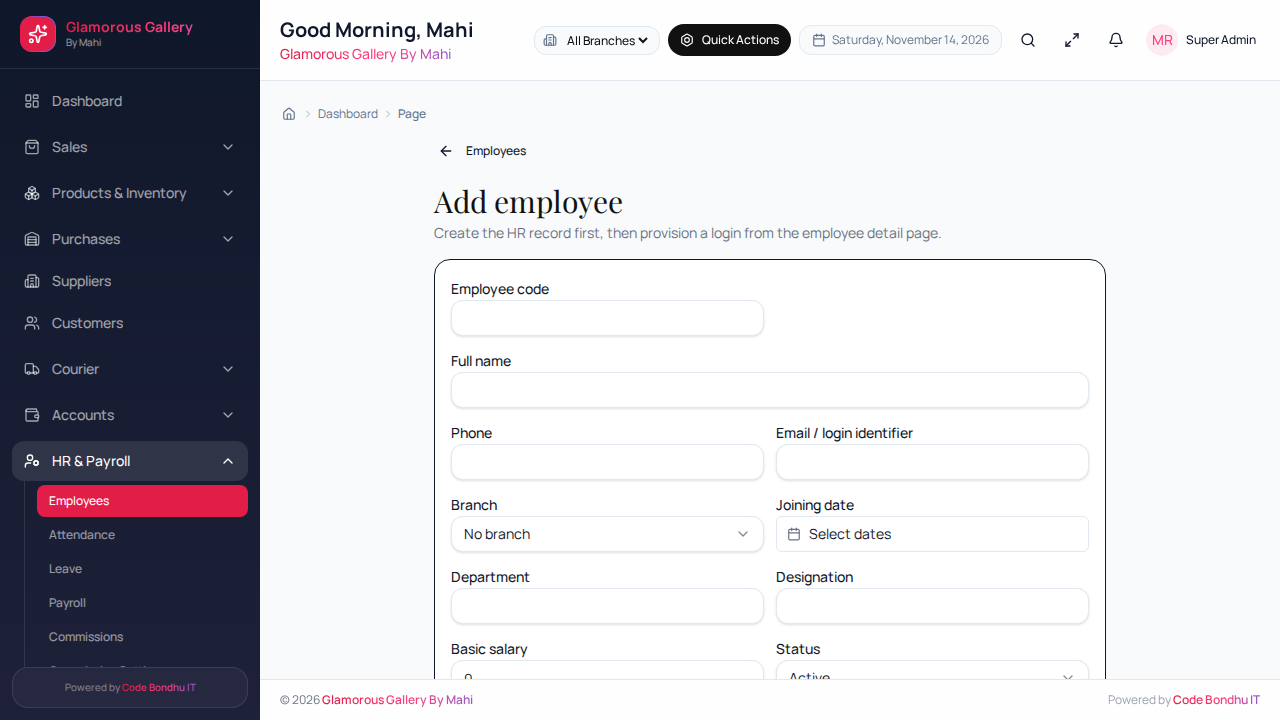 Glamorous Gallery
By Mahi
Dashboard
Sales
Products & Inventory
Purchases
Suppliers
Customers
Courier
Accounts
HR & Payroll
Employees
Attendance
Leave
Payroll
Commissions
Powered by Code Bondhu IT
Good Morning, Mahi
Glamorous Gallery By Mahi
All Branches
Quick Actions
Saturday, November 14, 2026
MR
Super Admin
Dashboard
Page
Employees
Add employee
Create the HR record first, then provision a login from the employee detail page.
Employee code
Full name
Phone
Email / login identifier
Branch
Joining date
No branch
Select dates
Department
Designation
Basic salary
Status
0
Active
© 2026 Glamorous Gallery By Mahi
Powered by Code Bondhu IT